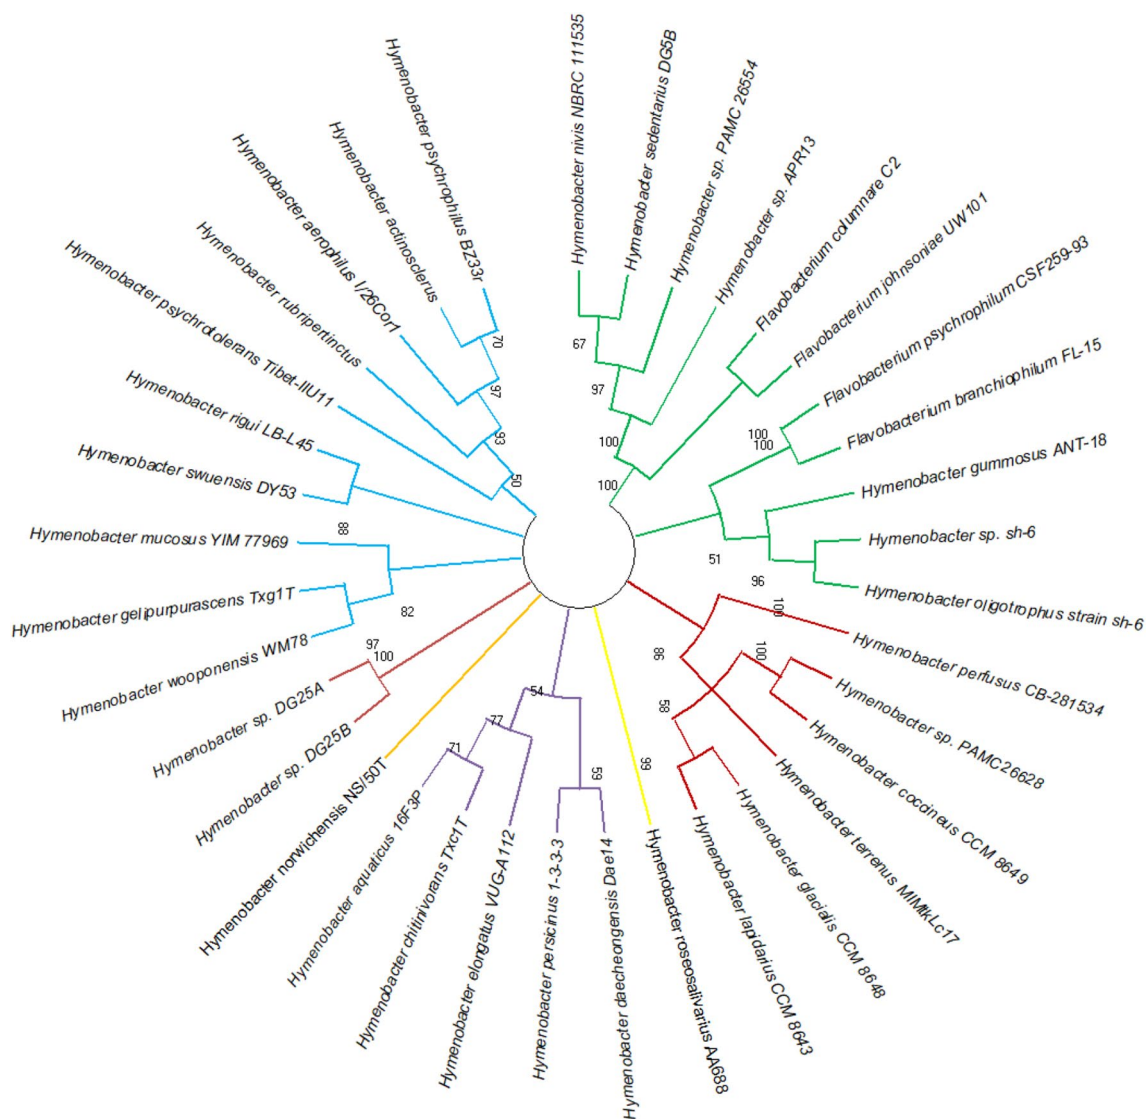 Hymenobacter nivis NBRC 111535
Hymenobacter sedentarius DG5B
Hymenobacter sp. PAMC 26554
Hymenobacter sp. APR13
Flavobacterium columnare C2
Flavobacterium johnsoniae UW101
Flavobacterium psychrophilum CSF259-93
Flavobacterium branchiophilum FL-15
Hymenobacter gummosus ANT-18
Hymenobacter sp. sh-6
Hymenobacter oligotrophus strain sh-6
Hymenobacter perfusus CB-281534
Hymenobacter sp. PAMC26628
Hymenobacter coccineus CCM 8649
Hymenobacter terrenus MIMtkLc17
Hymenobacter glacialis CCM 8648
Hymenobacter lapidarius CCM 8643
Hymenobacter roseosalivarius AA688
Hymenobacter daecheongensis Dae14
Hymenobacter persicinus 1-3-3-3
Hymenobacter elongatus VUG-A112
Hymenobacter chitinivorans Txc1T
Hymenobacter aquaticus 16F3P
Hymenobacter norwichensis NS/50T
Hymenobacter sp. DG25B
Hymenobacter sp. DG25A
Hymenobacter wooponensis WM78
Hymenobacter gelipurpurascens Txg1T
Hymenobacter mucosus YIM 77969
Hymenobacter swuensis DY53
Hymenobacter rigui LB-L45
Hymenobacter psychrotolerans Tibet-IIU11
Hymenobacter rubripertinctus
Hymenobacter aerophilus I/26Cor1
Hymenobacter actinosclerus
Hymenobacter psychrophilus BZ33r
67
97
100
100
100
100
51
96
100
98
100
58
99
59
54
77
71
97
100
82
88
50
93
97
70